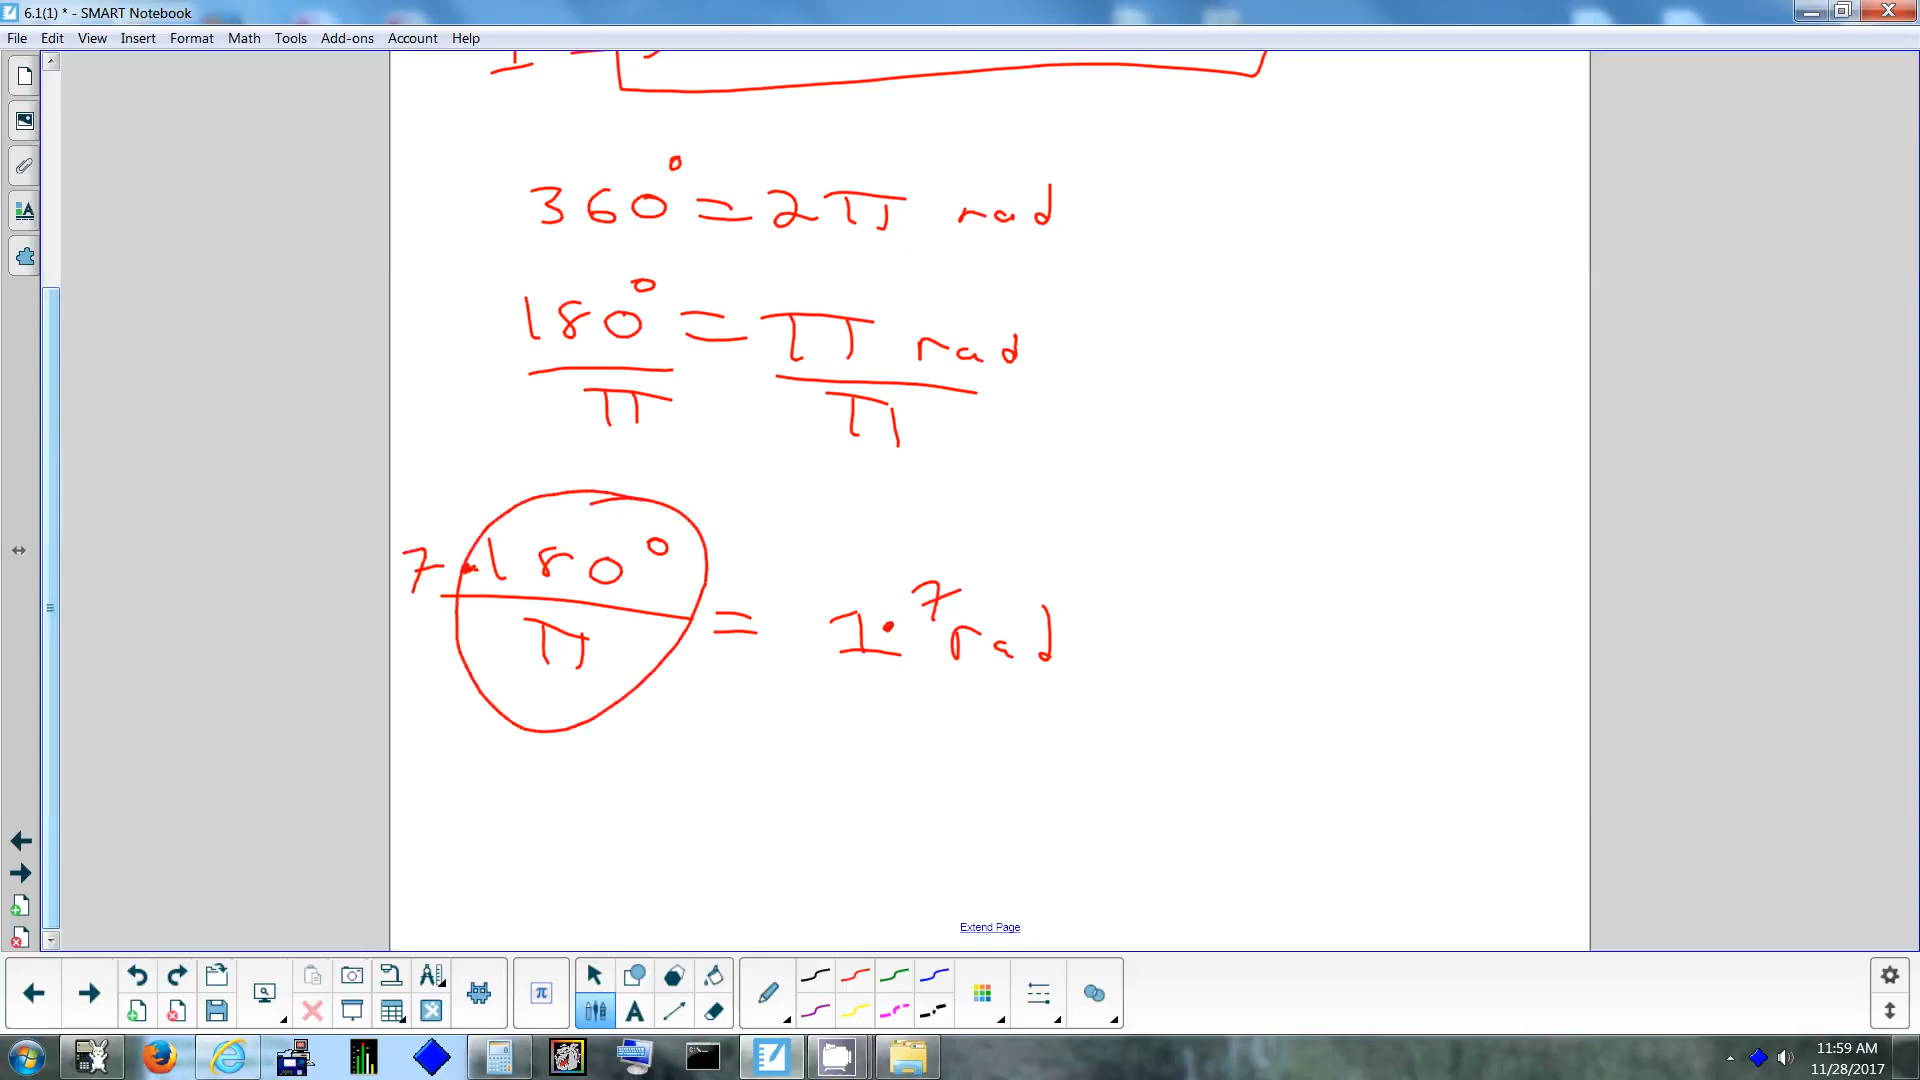 6.1(1) * - SMART Notebook
File Edit View Insert Format Math Tools Add-ons Account Help
360° = 2π rad
180° = π rad
π π
7·180° = 1·7 rad
π
Extend Page
π
A
11:59 AM
11/28/2017